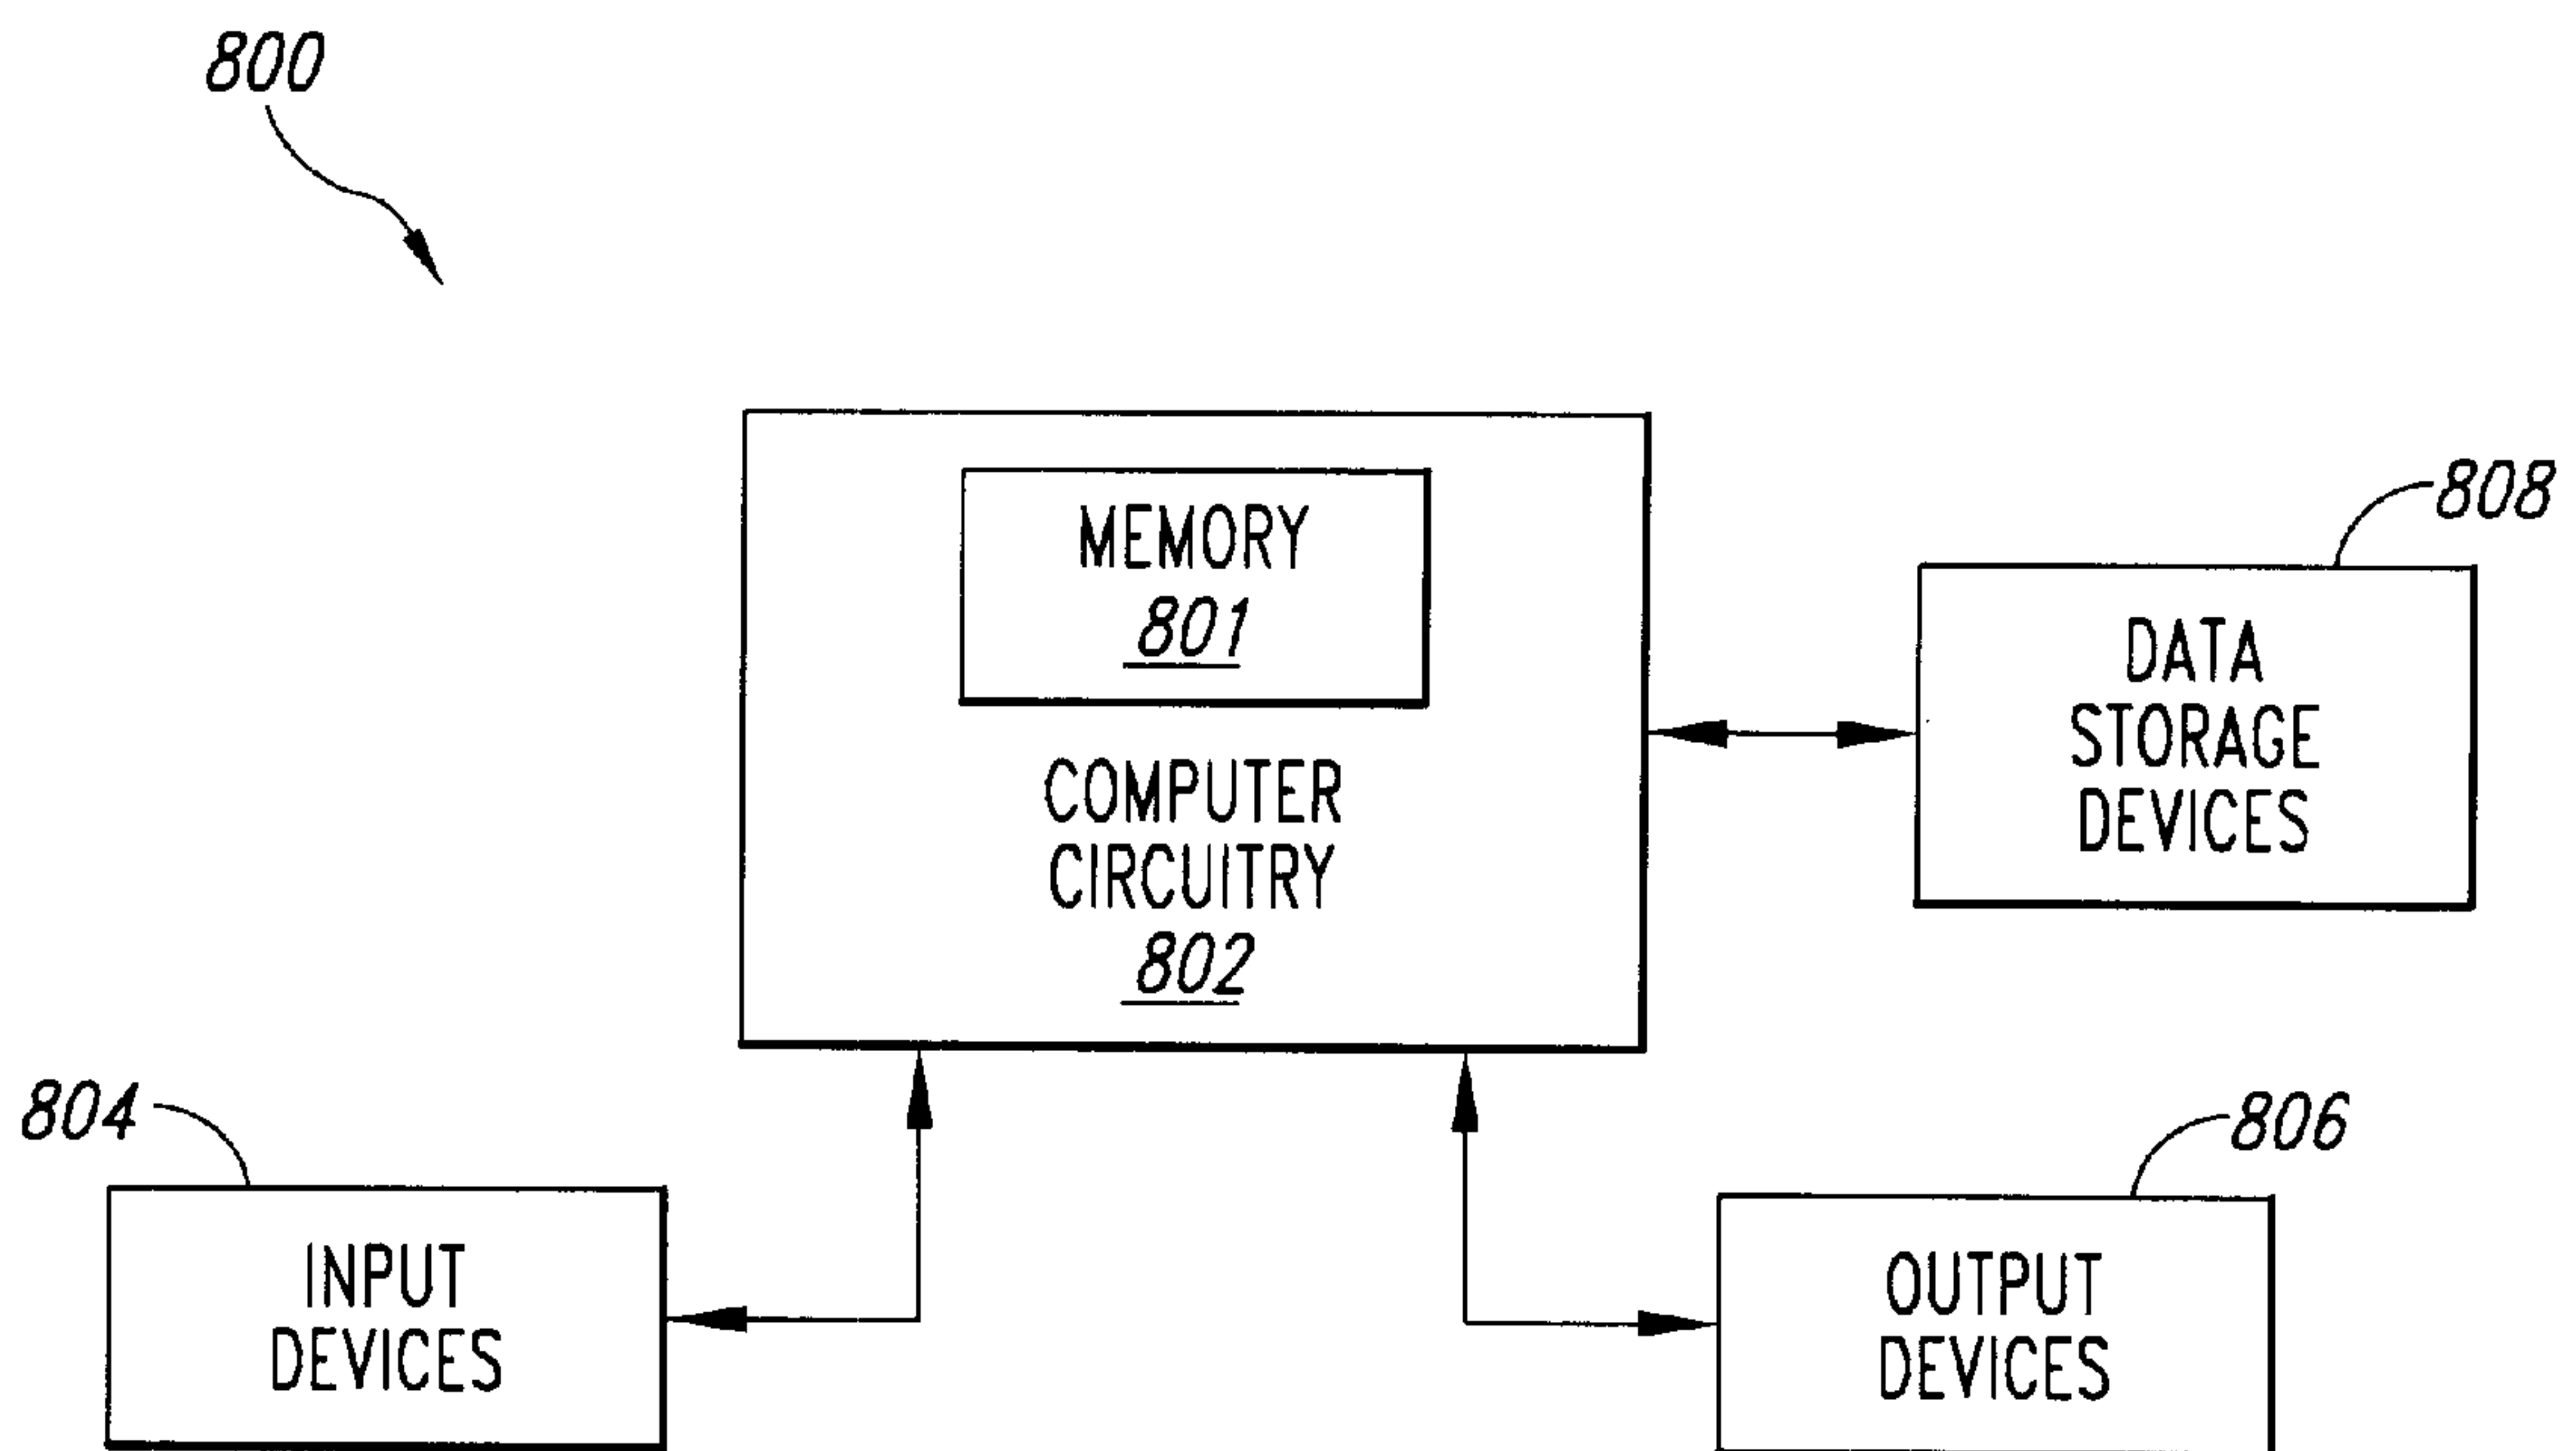 800
MEMORY
801
COMPUTER
CIRCUITRY
802
808
DATA
STORAGE
DEVICES
804
INPUT
DEVICES
806
OUTPUT
DEVICES